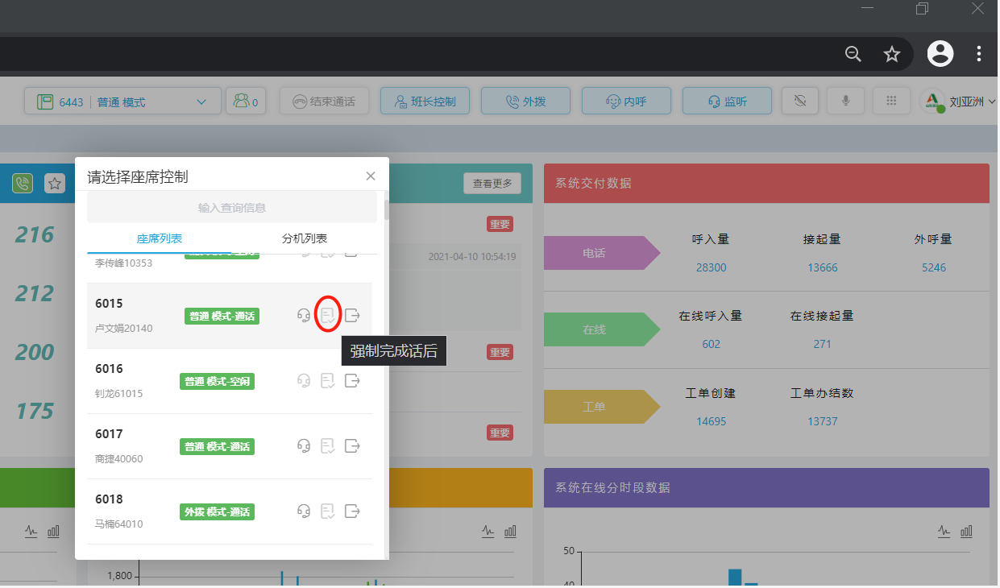 6443 普通 模式
0
结束通话
班长控制
外拨
内呼
监听
刘亚洲
请选择座席控制
输入查询信息
座席列表 分机列表
李传峰10353
6015
普通 模式-通话
卢文娟20140
强制完成话后
6016
普通 模式-空闲
钊龙61015
6017
普通 模式-通话
商捷40060
6018
外拨 模式-通话
马楠64010
216
212
200
175
查看更多
重要
2021-04-10 10:54:19
重要
重要
系统交付数据
呼入量 接起量 外呼量
电话
28300 13666 5246
在线呼入量 在线接起量
在线
602 271
工单创建 工单办结数
工单
14695 13737
系统在线分时段数据
1,800
50
40